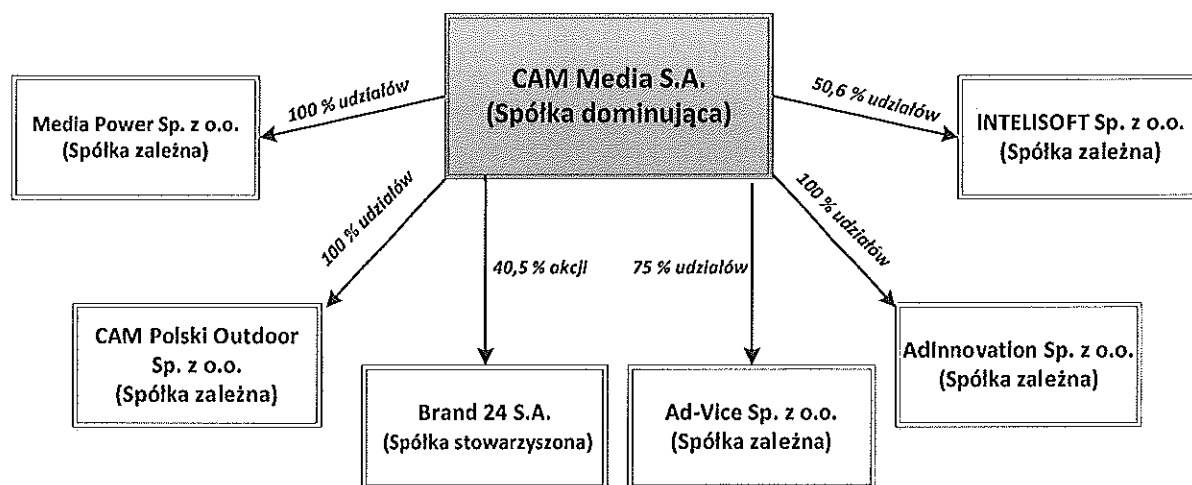 CAM Media S.A.
(Spółka dominująca)
100 % udziałów
50,6 % udziałów
Media Power Sp. z o.o.
(Spółka zależna)
INTELISOFT Sp. z o.o.
(Spółka zależna)
100 % udziałów
40,5 % akcji
75 % udziałów
100 % udziałów
CAM Polski Outdoor
Sp. z o.o.
(Spółka zależna)
Brand 24 S.A.
(Spółka stowarzyszona)
Ad-Vice Sp. z o.o.
(Spółka zależna)
AdInnovation Sp. z o.o.
(Spółka zależna)